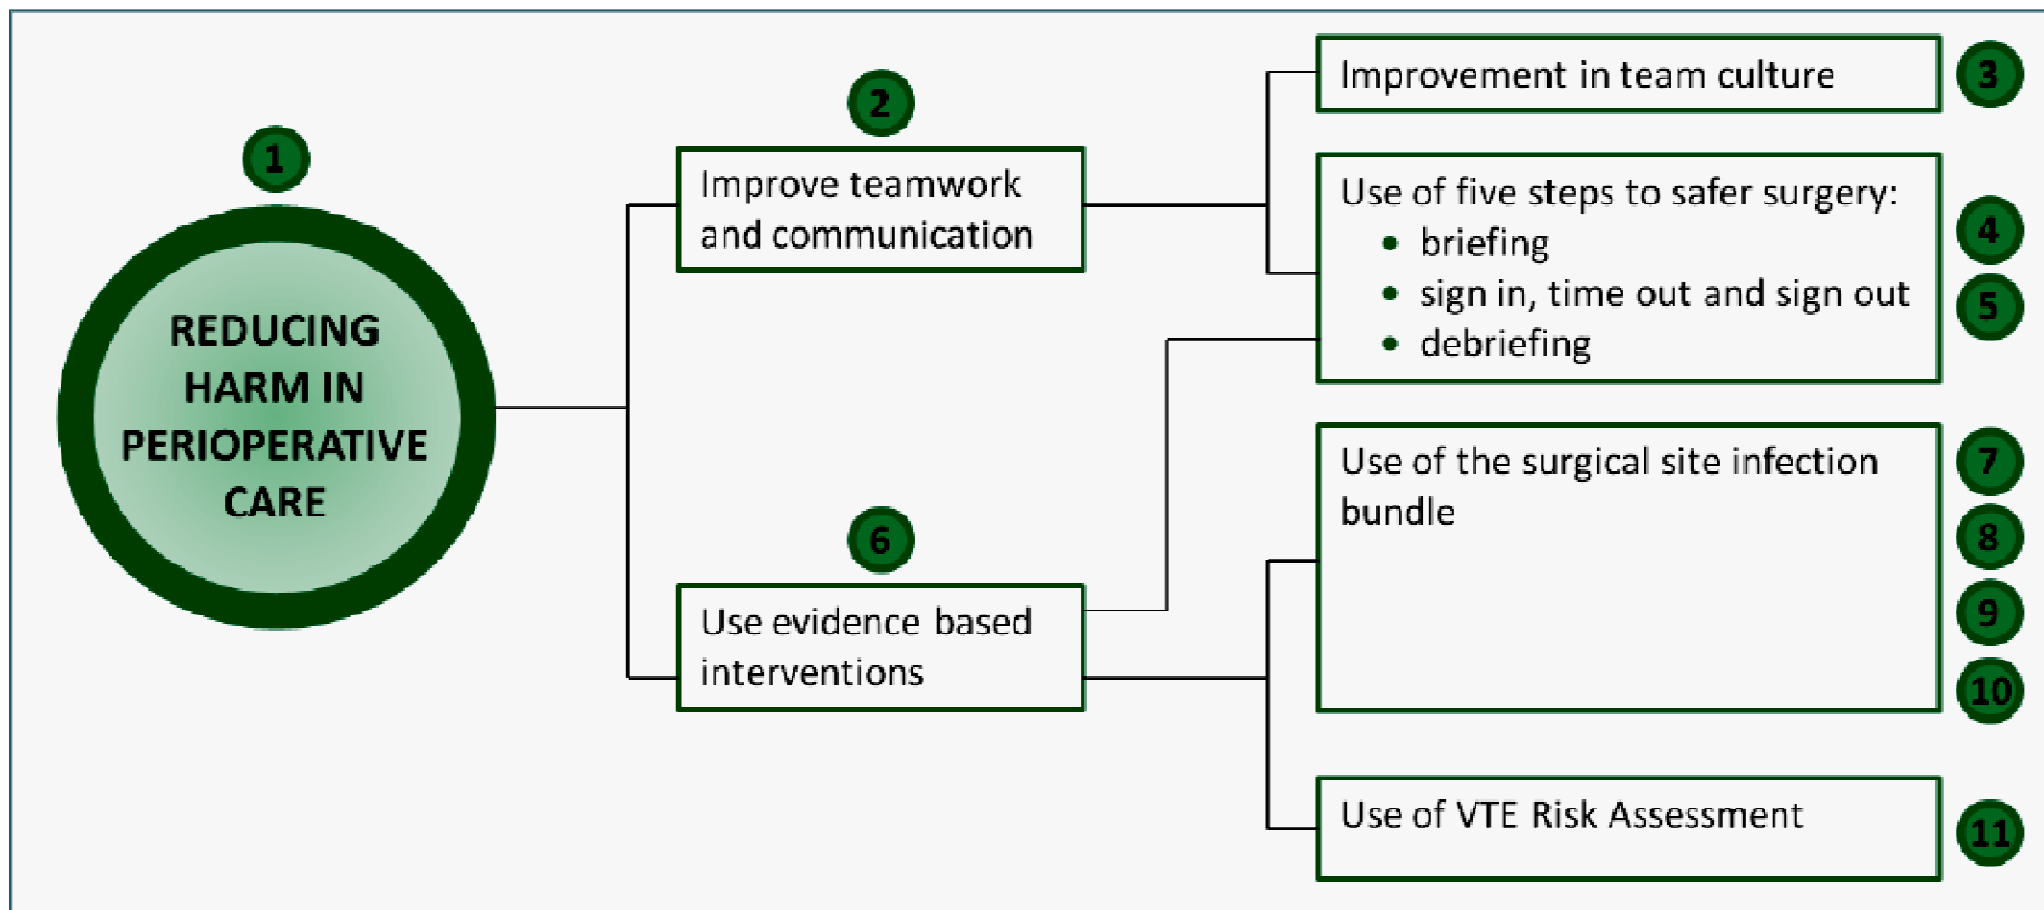 1
REDUCING
HARM IN
PERIOPERATIVE
CARE
2
Improve teamwork
and communication
Improvement in team culture
3
Use of five steps to safer surgery:
• briefing
• sign in, time out and sign out
• debriefing
4
5
6
Use evidence based
interventions
Use of the surgical site infection
bundle
7
8
9
10
Use of VTE Risk Assessment
11